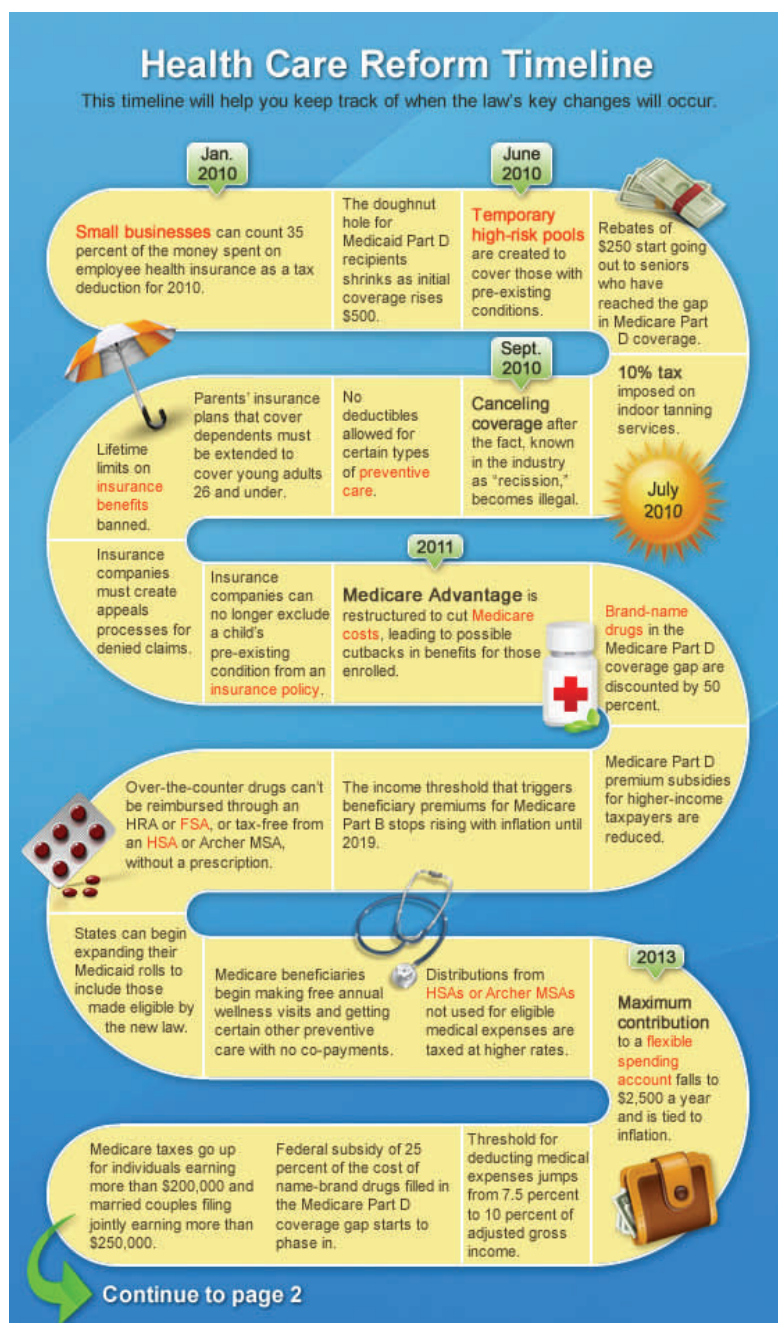 Health Care Reform Timeline
This timeline will help you keep track of when the law's key changes will occur.
Jan.
2010
Small businesses can count 35
percent of the money spent on
employee health insurance as a tax
deduction for 2010.
The doughnut
hole for
Medicaid Part D
recipients
shrinks as initial
coverage rises
$500.
June
2010
Temporary
high-risk pools
are created to
cover those with
pre-existing
conditions.
Rebates of
$250 start going
out to seniors
who have
reached the gap
in Medicare Part
D coverage.
10% tax
imposed on
indoor tanning
services.
July
2010
Sept.
2010
Canceling
coverage after
the fact, known
in the industry
as "recission,"
becomes illegal.
No
deductibles
allowed for
certain types
of preventive
care.
Parents' insurance
plans that cover
dependents must
be extended to
cover young adults
26 and under.
Lifetime
limits on
insurance
benefits
banned.
Insurance
companies
must create
appeals
processes for
denied claims.
Insurance
companies can
no longer exclude
a child's
pre-existing
condition from an
insurance policy.
2011
Medicare Advantage is
restructured to cut Medicare
costs, leading to possible
cutbacks in benefits for those
enrolled.
Brand-name
drugs in the
Medicare Part D
coverage gap are
discounted by 50
percent.
Medicare Part D
premium subsidies
for higher-income
taxpayers are
reduced.
The income threshold that triggers
beneficiary premiums for Medicare
Part B stops rising with inflation until
2019.
Over-the-counter drugs can't
be reimbursed through an
HRA or FSA, or tax-free from
an HSA or Archer MSA,
without a prescription.
States can begin
expanding their
Medicaid rolls to
include those
made eligible by
the new law.
Medicare beneficiaries
begin making free annual
wellness visits and getting
certain other preventive
care with no co-payments.
Distributions from
HSAs or Archer MSAs
not used for eligible
medical expenses are
taxed at higher rates.
2013
Maximum
contribution
to a flexible
spending
account falls to
$2,500 a year
and is tied to
inflation.
Threshold for
deducting medical
expenses jumps
from 7.5 percent
to 10 percent of
adjusted gross
income.
Federal subsidy of 25
percent of the cost of
name-brand drugs filled in
the Medicare Part D
coverage gap starts to
phase in.
Medicare taxes go up
for individuals earning
more than $200,000 and
married couples filing
jointly earning more than
$250,000.
Continue to page 2